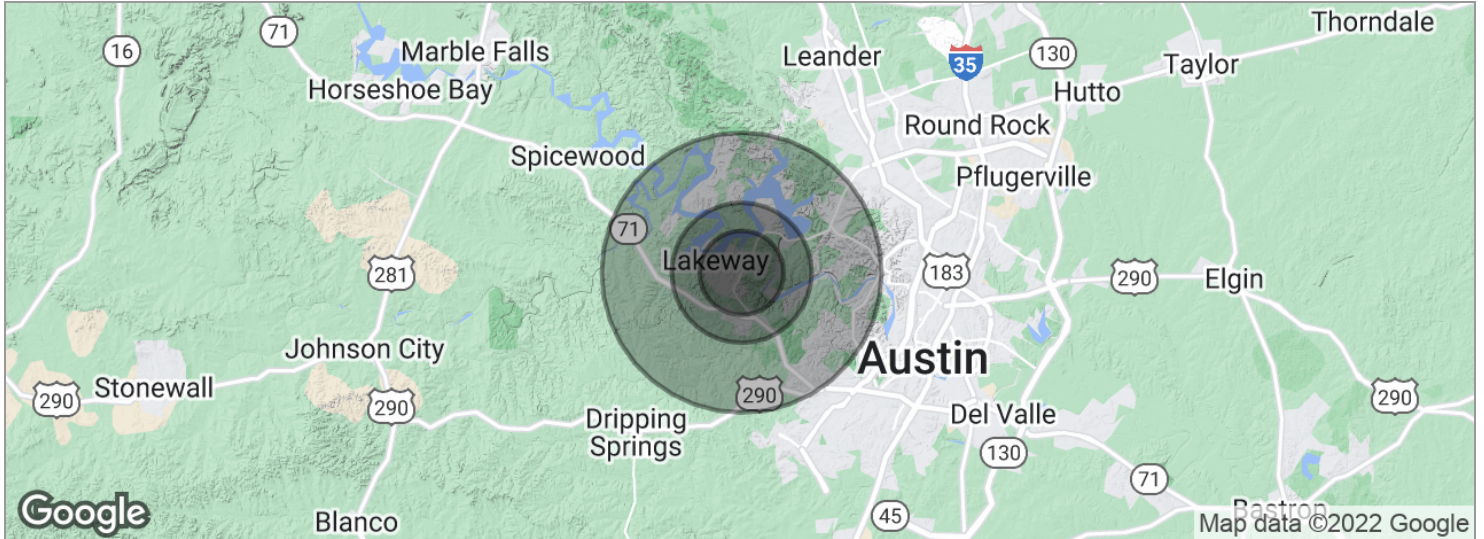 Thorndale
71
16
Marble Falls
Leander
35
130
Taylor
Horseshoe Bay
Hutto
Round Rock
Spicewood
Pflugerville
71
Lakeway
281
183
290
Elgin
Johnson City
Austin
Stonewall
290
290
290
290
Dripping
Springs
Del Valle
130
71
Bastrop
Google
Blanco
45
Map data ©2022 Google